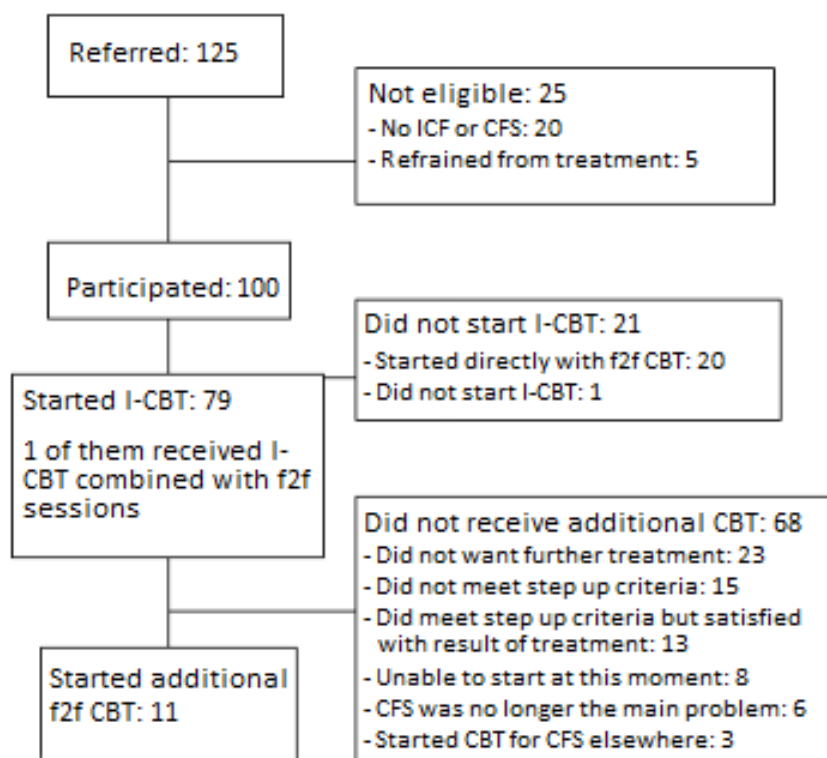 Referred: 125
Not eligible: 25
- No ICF or CFS: 20
- Refrained from treatment: 5
Participated: 100
Did not start I-CBT: 21
- Started directly with f2f CBT: 20
- Did not start I-CBT: 1
Started I-CBT: 79
1 of them received I-
CBT combined with f2f
sessions
Did not receive additional CBT: 68
- Did not want further treatment: 23
- Did not meet step up criteria: 15
- Did meet step up criteria but satisfied
with result of treatment: 13
- Unable to start at this moment: 8
- CFS was no longer the main problem: 6
- Started CBT for CFS elsewhere: 3
Started additional
f2f CBT: 11